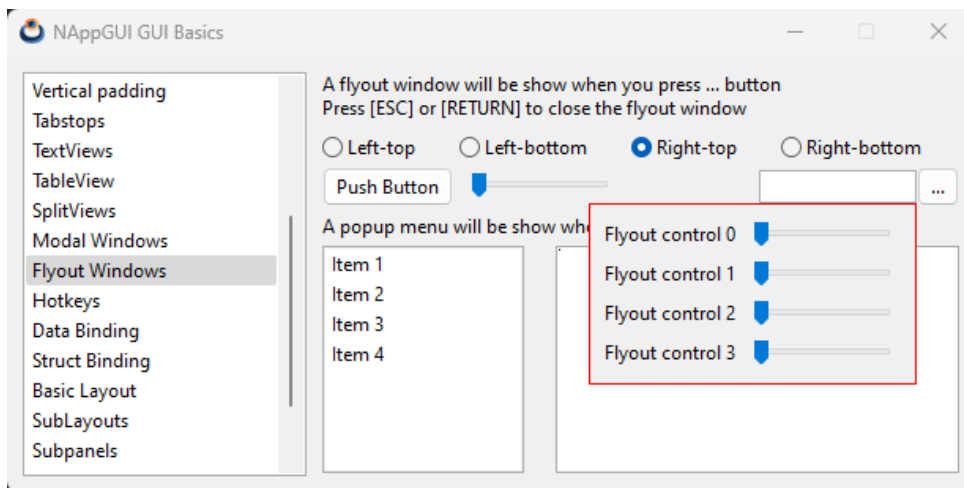 NAppGUI GUI Basics
Vertical padding
Tabstops
TextViews
TableView
SplitViews
Modal Windows
Flyout Windows
Hotkeys
Data Binding
Struct Binding
Basic Layout
SubLayouts
Subpanels
A flyout window will be show when you press ... button
Press [ESC] or [RETURN] to close the flyout window
Left-top Left-bottom Right-top Right-bottom
Push Button ...
A popup menu will be show
Item 1
Item 2
Item 3
Item 4
Flyout control 0
Flyout control 1
Flyout control 2
Flyout control 3